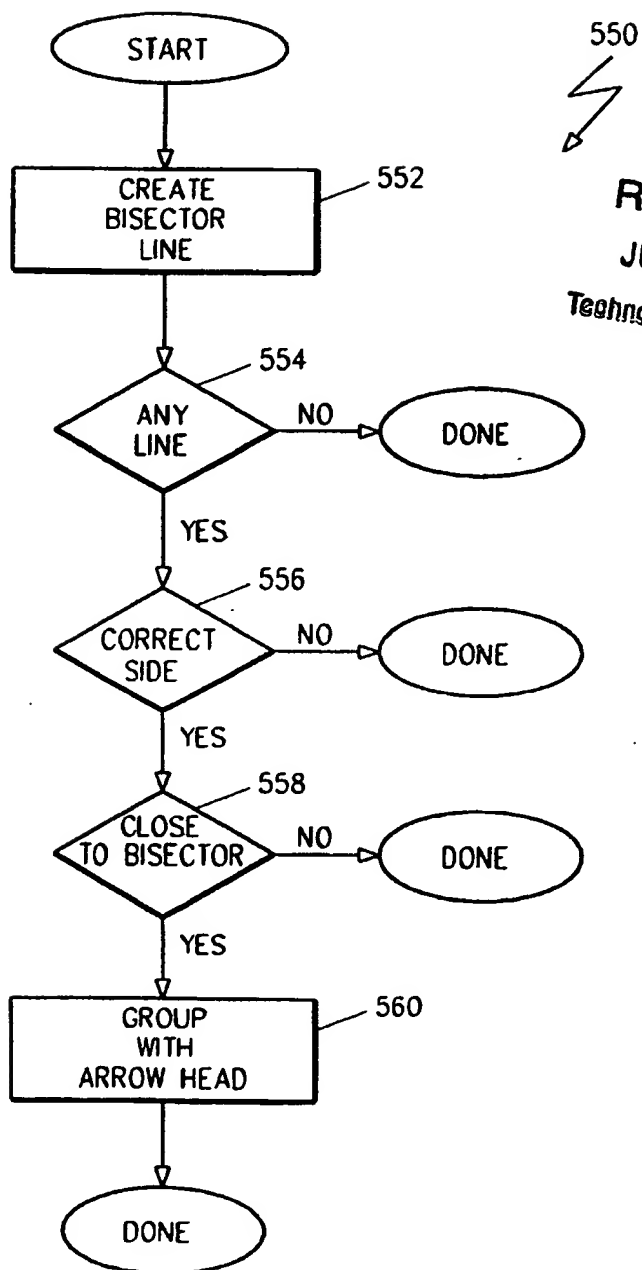 START
550
CREATE
BISECTOR
LINE
552
554
ANY
LINE
NO
DONE
YES
556
CORRECT
SIDE
NO
DONE
YES
558
CLOSE
TO BISECTOR
NO
DONE
YES
GROUP
WITH
ARROW HEAD
560
DONE